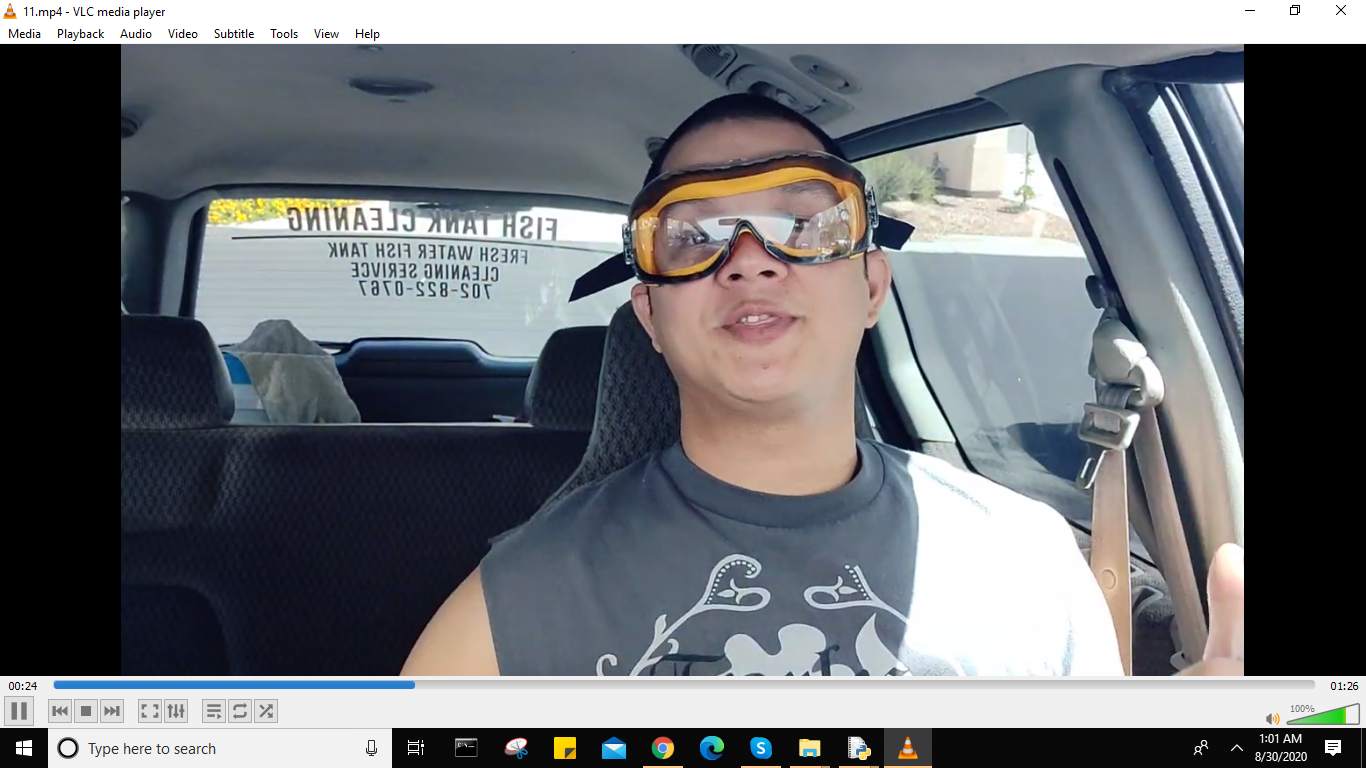 11.mp4 - VLC media player
Media Playback Audio Video Subtitle Tools View Help
FISH TANK CLEANING
FRESH WATER FISH TANK
CLEANING SERIVCE
702-822-0767
00:24
01:26
100%
Type here to search
1:01 AM
8/30/2020